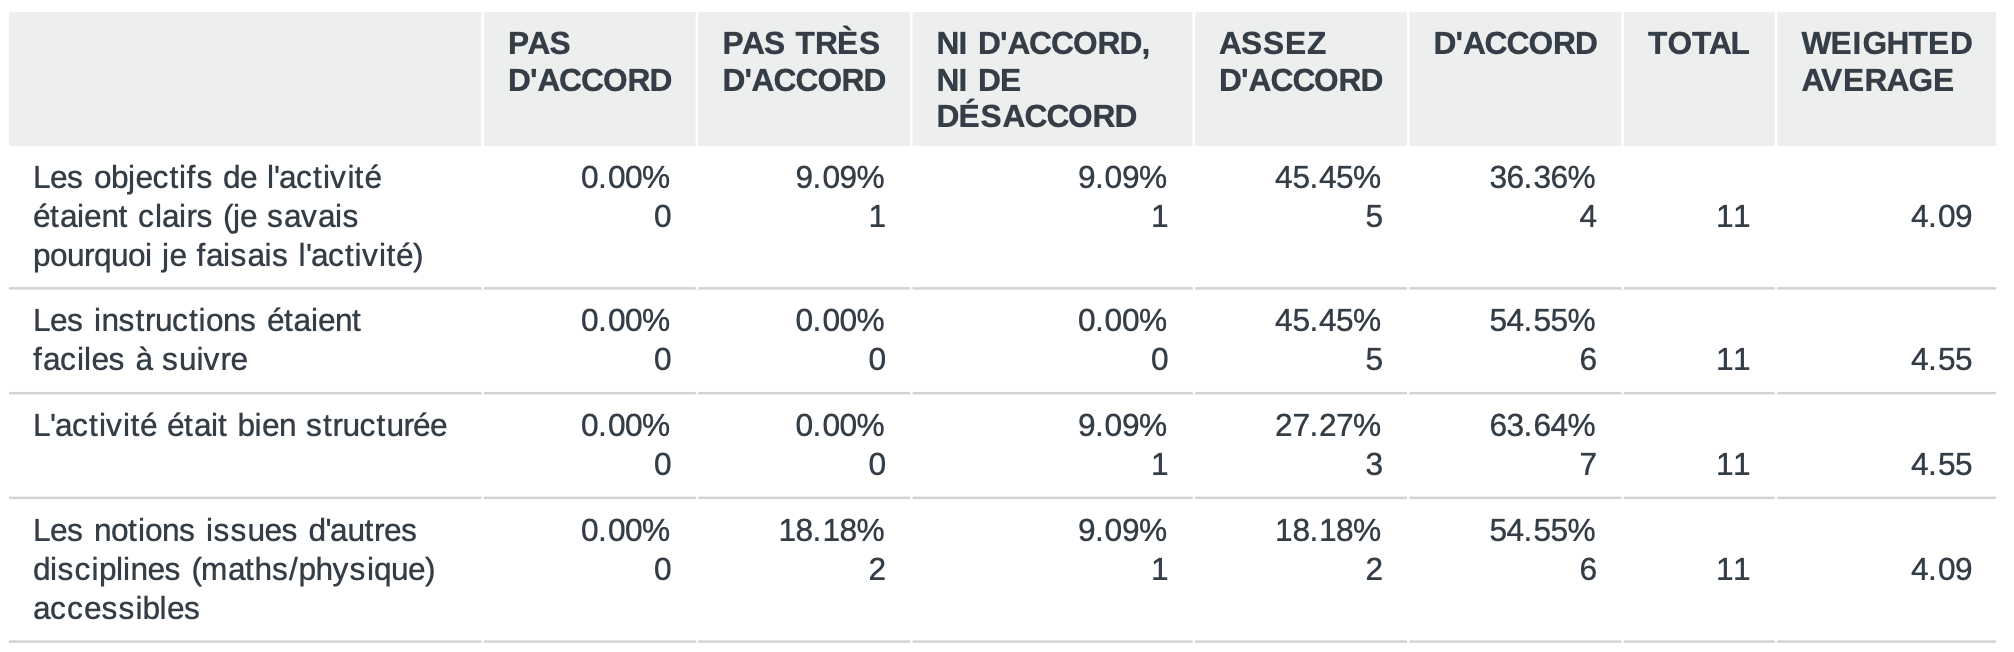 PAS TRÈS NI D'ACCORD, ASSEZ D'ACCORD TOTAL WEIGHTED
PAS
D'ACCORD D'ACCORD NI DE D'ACCORD AVERAGE
DÉSACCORD
Les objectifs de l'activité 0.00% 9.09% 9.09% 45.45% 36.36%
étaient clairs (je savais 0 1 1 5 4 11 4.09
pourquoi je faisais l'activité)
Les instructions étaient 0.00% 0.00% 0.00% 45.45% 54.55%
faciles à suivre 0 0 0 5 6 11 4.55
L'activité était bien structurée 0.00% 0.00% 9.09% 27.27% 63.64%
0 0 1 3 7 11 4.55
Les notions issues d'autres 0.00% 18.18% 9.09% 18.18% 54.55%
disciplines (maths/physique) 0 2 1 2 6 11 4.09
accessibles